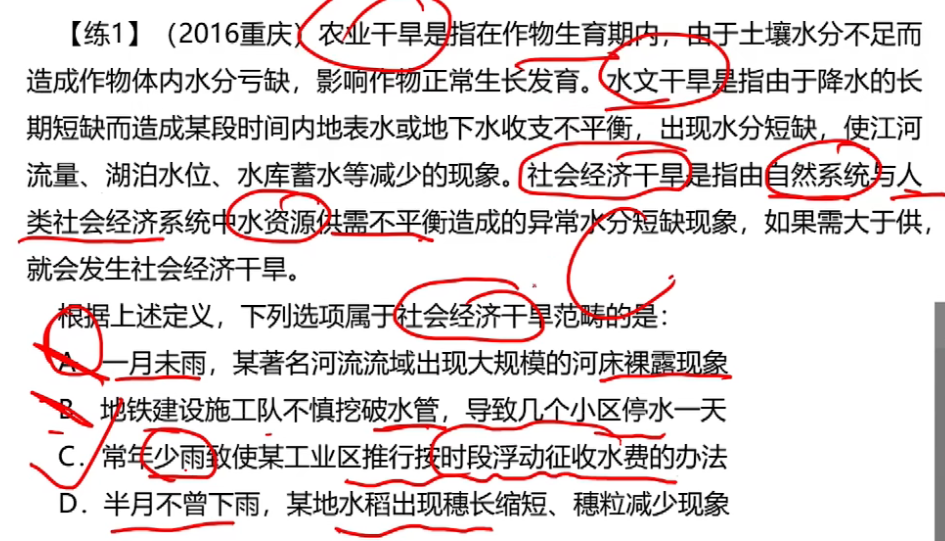 【练1】（2016重庆）农业干旱是指在作物生育期内，由于土壤水分不足而
造成作物体内水分亏缺，影响作物正常生长发育。水文干旱是指由于降水的长
期短缺而造成某段时间内地表水或地下水收支不平衡，出现水分短缺，使江河
流量、湖泊水位、水库蓄水等减少的现象。社会经济干旱是指由自然系统与人
类社会经济系统中水资源供需不平衡造成的异常水分短缺现象，如果需大于供，
就会发生社会经济干旱。
根据上述定义，下列选项属于社会经济干旱范畴的是：
A．一月未雨，某著名河流流域出现大规模的河床裸露现象
B．地铁建设施工队不慎挖破水管，导致几个小区停水一天
C．常年少雨致使某工业区推行按时段浮动征收水费的办法
D．半月不曾下雨，某地水稻出现穗长缩短、穗粒减少现象